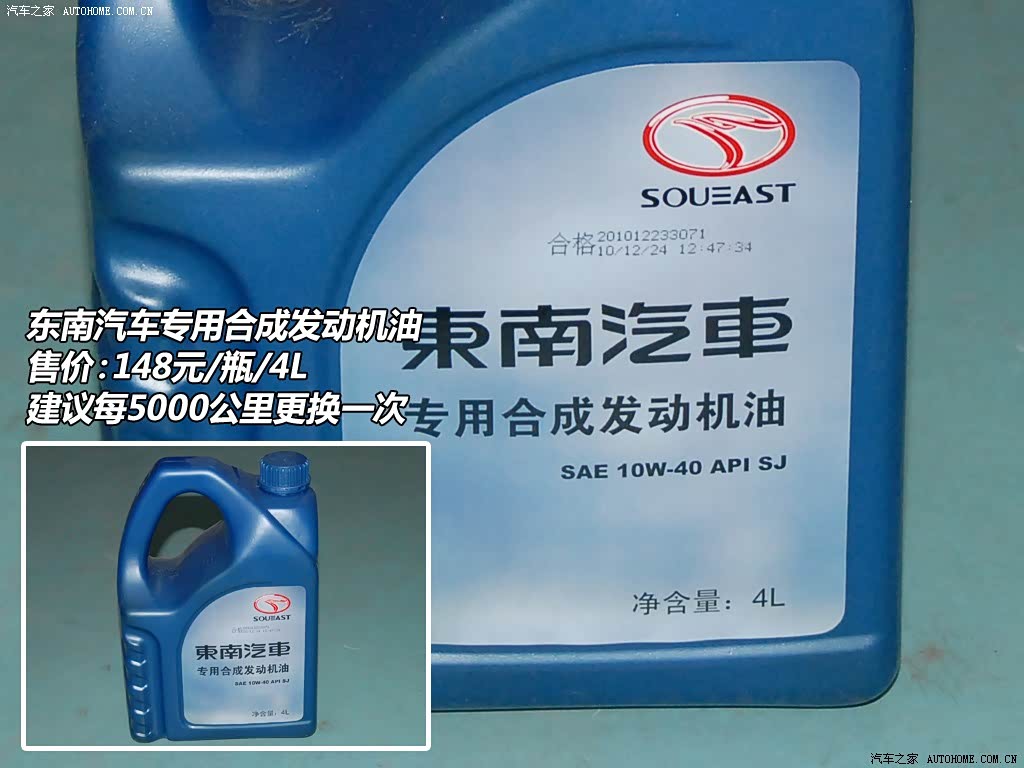 汽车之家 AUTOHOME.COM.CN
SOUEAST
合格 201012233071
10/12/24 12:47:34
東南汽車
专用合成发动机油
SAE 10W-40 API SJ
净含量：4L
东南汽车专用合成发动机油
售价:148元/瓶/4L
建议每5000公里更换一次
SOUEAST
東南汽車
专用合成发动机油
SAE 10W-40 API SJ
净含量：4L
汽车之家 AUTOHOME.COM.CN